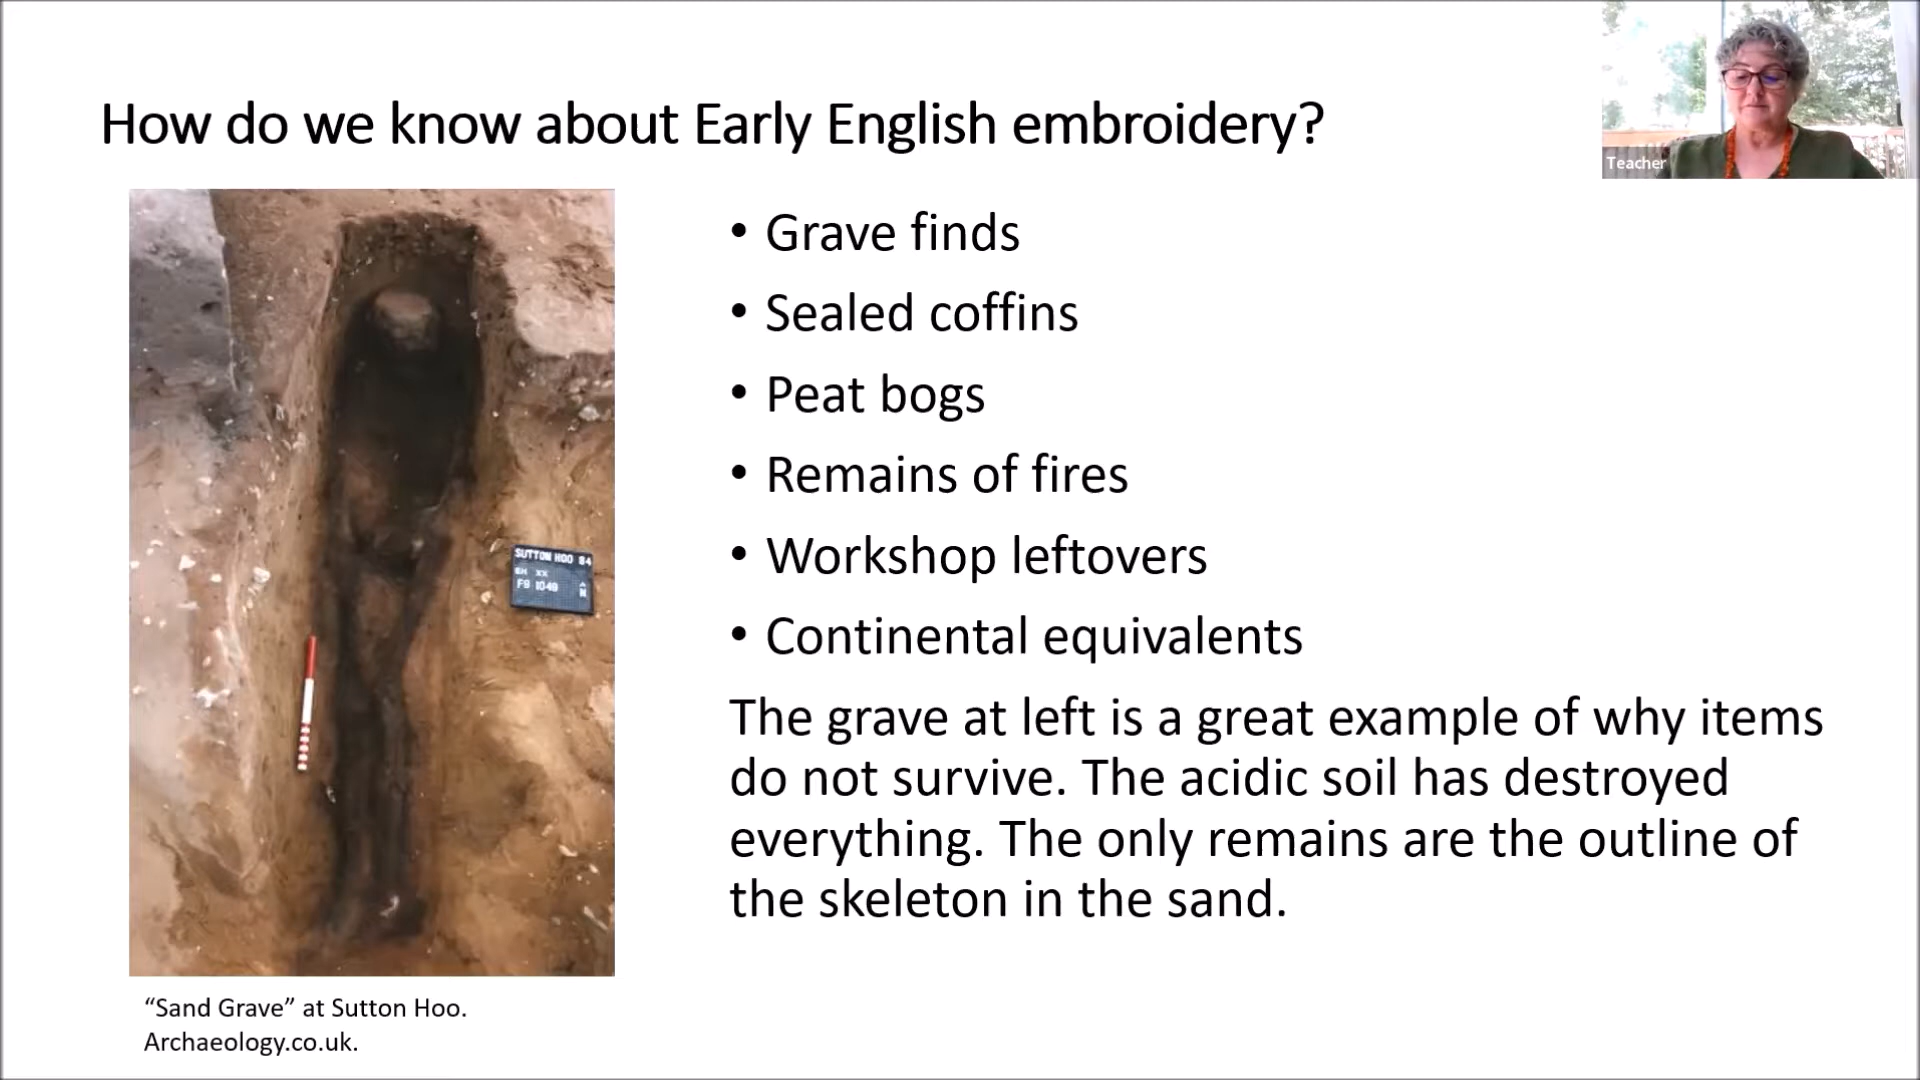 How do we know about Early English embroidery?
Teacher
• Grave finds
• Sealed coffins
• Peat bogs
• Remains of fires
• Workshop leftovers
• Continental equivalents
The grave at left is a great example of why items
do not survive. The acidic soil has destroyed
everything. The only remains are the outline of
the skeleton in the sand.
SUTTON HOO 84
F9 1049
N
“Sand Grave” at Sutton Hoo.
Archaeology.co.uk.